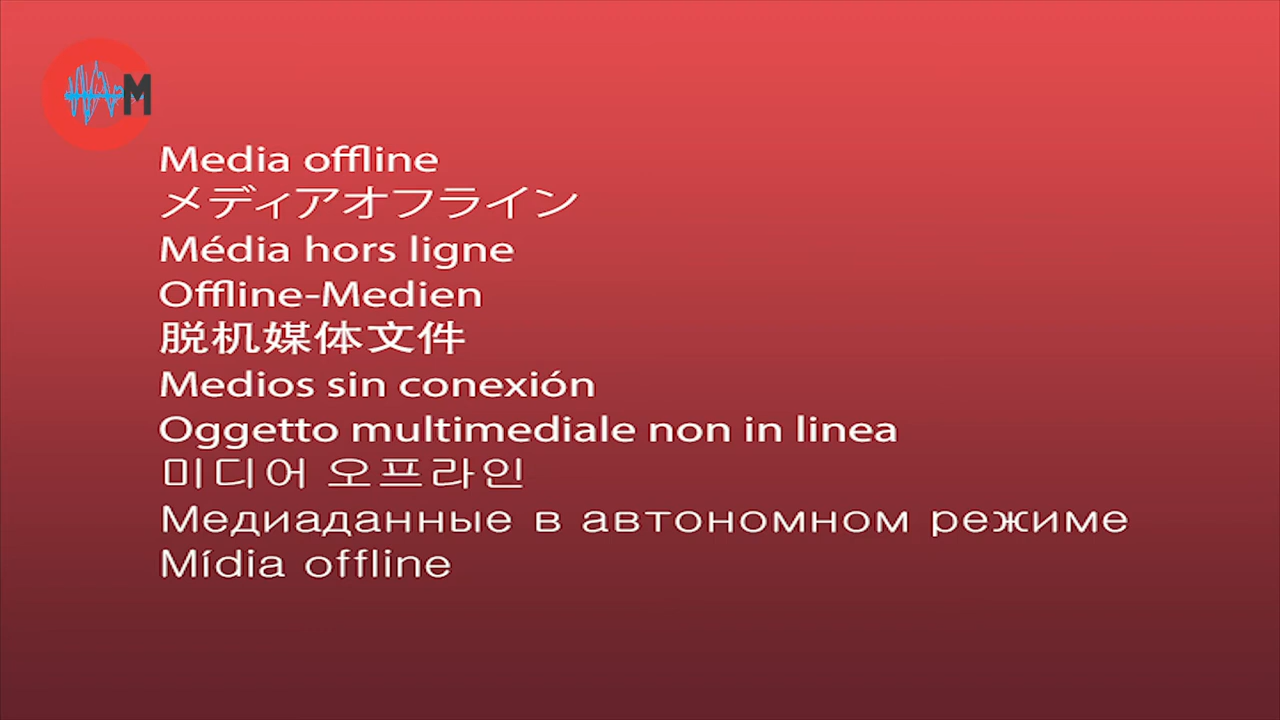 M
Media offline
メディアオフライン
Média hors ligne
Offline-Medien
脱机媒体文件
Medios sin conexión
Oggetto multimediale non in linea
미디어 오프라인
Медиаданные в автономном режиме
Mídia offline